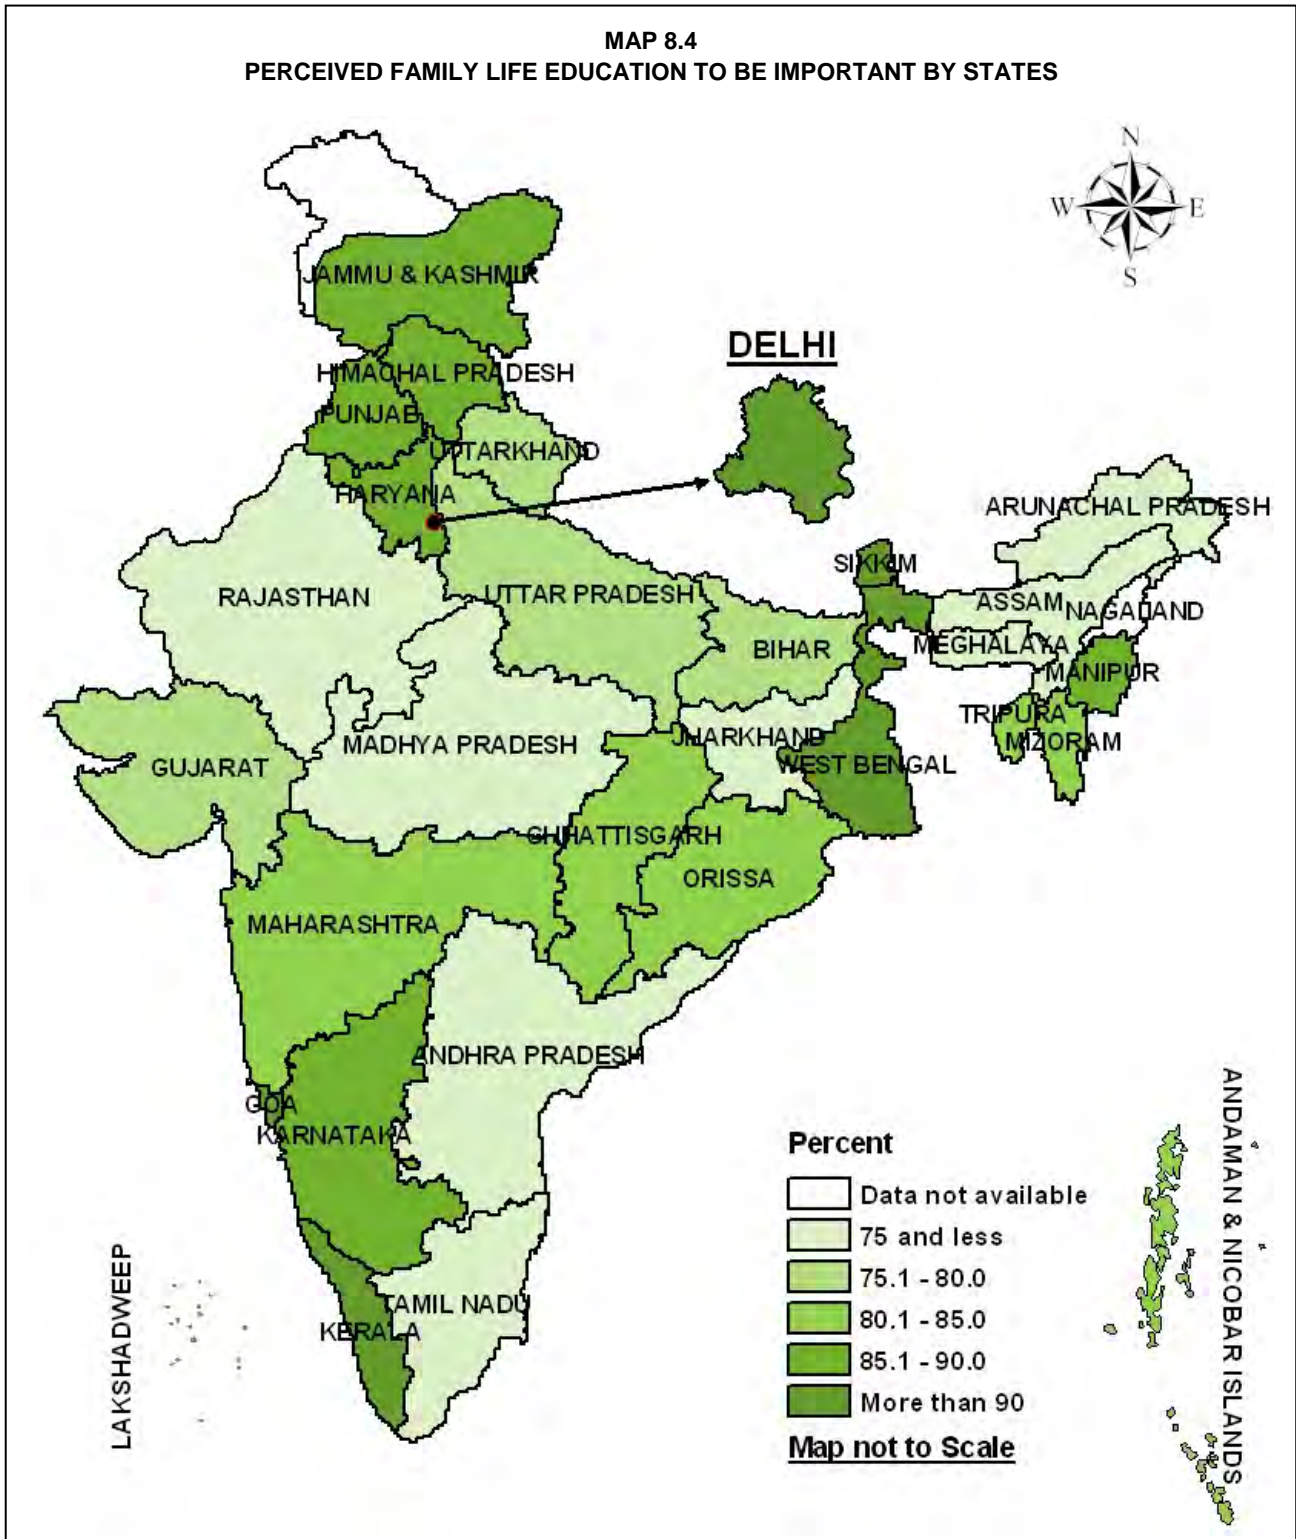 MAP 8.4
PERCEIVED FAMILY LIFE EDUCATION TO BE IMPORTANT BY STATES
N
W
E
S
JAMMU & KASHMIR
DELHI
HIMACHAL PRADESH
PUNJAB
UTTARKHAND
HARYANA
ARUNACHAL PRADESH
SIKKIM
RAJASTHAN
UTTAR PRADESH
ASSAM
NAGALAND
BIHAR
MEGHALAYA
MANIPUR
TRIPURA
MIZORAM
MADHYA PRADESH
JHARKHAND
GUJARAT
WEST BENGAL
CHHATTISGARH
ORISSA
MAHARASHTRA
ANDHRA PRADESH
GOA
KARNATAKA
TAMIL NADU
KERALA
LAKSHADWEEP
ANDAMAN & NICOBAR ISLANDS
Percent
Data not available
75 and less
75.1 - 80.0
80.1 - 85.0
85.1 - 90.0
More than 90
Map not to Scale